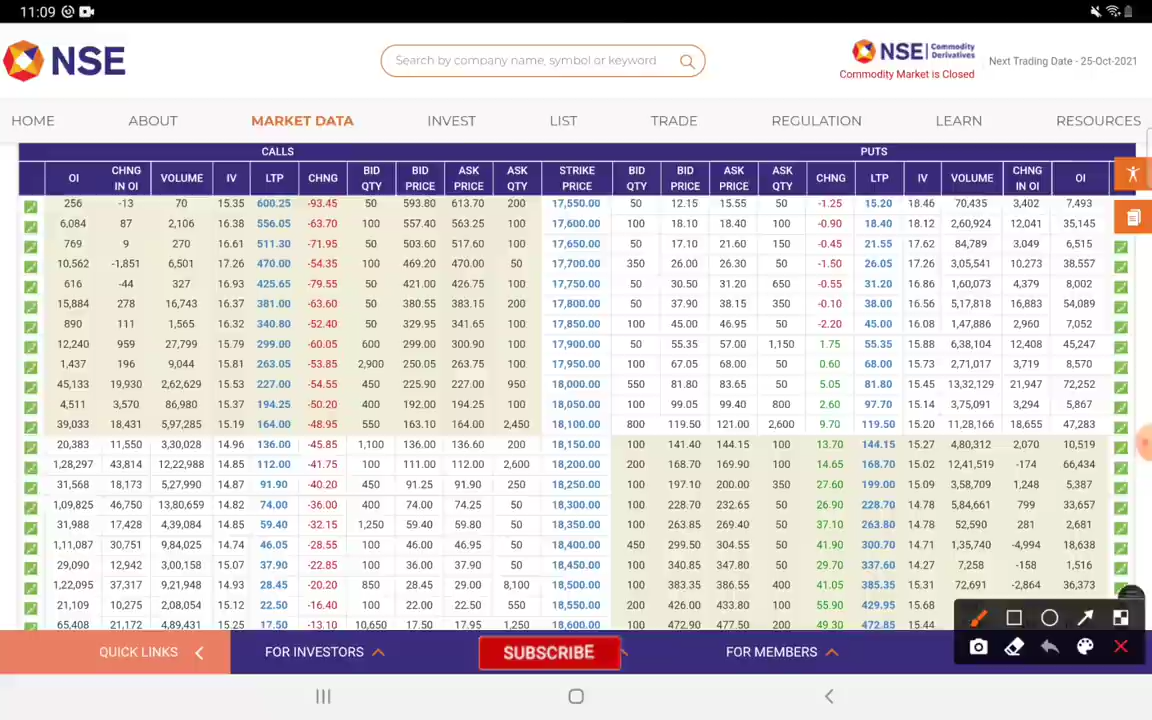 11:09
NSE
Search by company name, symbol or keyword
NSE Commodity Derivatives
Commodity Market is Closed
Next Trading Date - 25-Oct-2021
HOME ABOUT MARKET DATA INVEST LIST TRADE REGULATION LEARN RESOURCES
CALLS PUTS
OI CHNG IN OI VOLUME IV LTP CHNG BID QTY BID PRICE ASK PRICE ASK QTY STRIKE PRICE BID QTY BID PRICE ASK PRICE ASK QTY CHNG LTP IV VOLUME CHNG IN OI OI
256 -13 70 15.35 600.25 -93.45 50 593.80 613.70 200 17,550.00 50 12.15 15.55 50 -1.25 15.20 18.46 70,435 3,402 7,493
6,084 87 2,106 16.38 556.05 -63.70 100 557.40 563.25 100 17,600.00 100 18.10 18.40 100 -0.90 18.40 18.12 2,60,924 12,041 35,145
769 9 270 16.61 511.30 -71.95 50 503.60 517.60 100 17,650.00 50 17.10 21.60 150 -0.45 21.55 17.62 84,789 3,049 6,515
10,562 -1,851 6,501 17.26 470.00 -54.35 100 469.20 470.00 50 17,700.00 350 26.00 26.30 50 -1.50 26.05 17.26 3,05,541 10,273 38,557
616 -44 327 16.93 425.65 -79.55 50 421.00 426.75 100 17,750.00 50 30.50 31.20 650 -0.55 31.20 16.86 1,60,073 4,379 8,002
15,884 278 16,743 16.37 381.00 -63.60 50 380.55 383.15 200 17,800.00 50 37.90 38.15 350 -0.10 38.00 16.56 5,17,818 16,883 54,089
890 111 1,565 16.32 340.80 -52.40 50 329.95 341.65 100 17,850.00 100 45.00 46.95 50 -2.20 45.00 16.08 1,47,886 2,960 7,052
12,240 959 27,799 15.79 299.00 -60.05 600 299.00 300.90 100 17,900.00 50 55.35 57.00 1,150 1.75 55.35 15.88 6,38,104 12,408 45,247
1,437 196 9,044 15.81 263.05 -53.85 2,900 250.05 263.75 100 17,950.00 100 67.05 68.00 50 0.60 68.00 15.73 2,71,017 3,719 8,570
45,133 19,930 2,62,629 15.53 227.00 -54.55 450 225.90 227.00 950 18,000.00 550 81.80 83.65 50 5.05 81.80 15.45 13,32,129 21,947 72,252
4,511 3,570 86,980 15.37 194.25 -50.20 400 192.00 194.25 100 18,050.00 100 99.05 99.40 800 2.60 97.70 15.14 3,75,091 3,294 5,867
39,033 18,431 5,97,285 15.19 164.00 -48.95 550 163.10 164.00 2,450 18,100.00 800 119.50 121.00 2,600 9.70 119.50 15.20 11,28,166 18,655 47,283
20,383 11,550 3,30,028 14.96 136.00 -45.85 1,100 136.00 136.60 200 18,150.00 100 141.40 144.15 100 13.70 144.15 15.27 4,80,312 2,070 10,519
1,28,297 43,814 12,22,988 14.85 112.00 -41.75 100 111.00 112.00 2,600 18,200.00 200 168.70 169.90 100 14.65 168.70 15.02 12,41,519 -174 66,434
31,568 18,173 5,27,990 14.87 91.90 -40.20 450 91.25 91.90 250 18,250.00 100 197.10 200.00 350 27.60 199.00 15.09 3,58,709 1,248 5,387
1,09,825 46,750 13,80,659 14.82 74.00 -36.00 400 74.00 74.25 50 18,300.00 100 228.70 232.65 50 26.90 228.70 14.78 5,84,661 799 33,657
31,988 17,428 4,39,084 14.85 59.40 -32.15 1,250 59.40 59.80 50 18,350.00 100 263.85 269.40 50 37.10 263.80 14.78 52,590 281 2,681
1,11,087 30,751 9,84,025 14.74 46.05 -28.55 100 46.00 46.95 50 18,400.00 450 299.50 304.55 50 41.90 300.70 14.71 1,35,740 -4,994 18,638
29,090 12,942 3,00,158 15.07 37.90 -22.85 100 36.00 37.90 50 18,450.00 100 340.85 347.80 50 29.70 337.60 14.27 7,258 -158 1,516
1,22,095 37,317 9,21,948 14.93 28.45 -20.20 850 28.45 29.00 8,100 18,500.00 100 383.35 386.55 400 41.05 385.35 15.31 72,691 -2,864 36,373
21,109 10,275 2,08,054 15.12 22.50 -16.40 100 22.00 22.50 550 18,550.00 200 426.00 433.80 100 55.90 429.95 15.68
65,408 21,172 4,89,431 15.25 17.50 -13.10 10,650 17.50 17.95 1,250 18,600.00 100 472.90 477.50 200 49.30 472.85 15.44
QUICK LINKS FOR INVESTORS SUBSCRIBE FOR MEMBERS